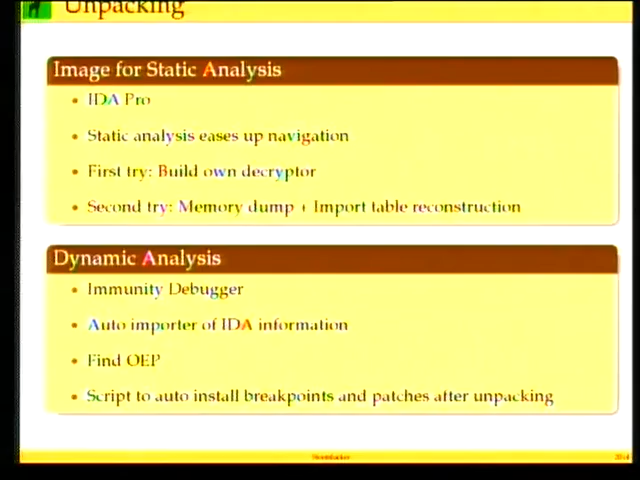 Unpacking
Image for Static Analysis
IDA Pro
Static analysis eases up navigation
First try: Build own decryptor
Second try: Memory dump + Import table reconstruction
Dynamic Analysis
Immunity Debugger
Auto importer of IDA information
Find OEP
Script to auto install breakpoints and patches after unpacking